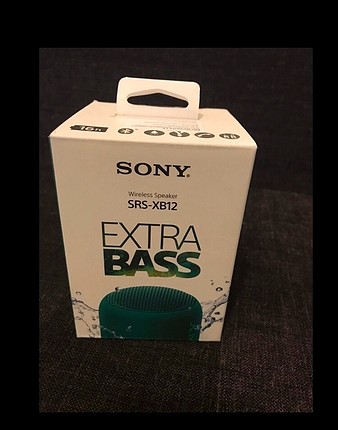 16h
SONY®
Wireless Speaker
SRS-XB12
EXTRA
BASS